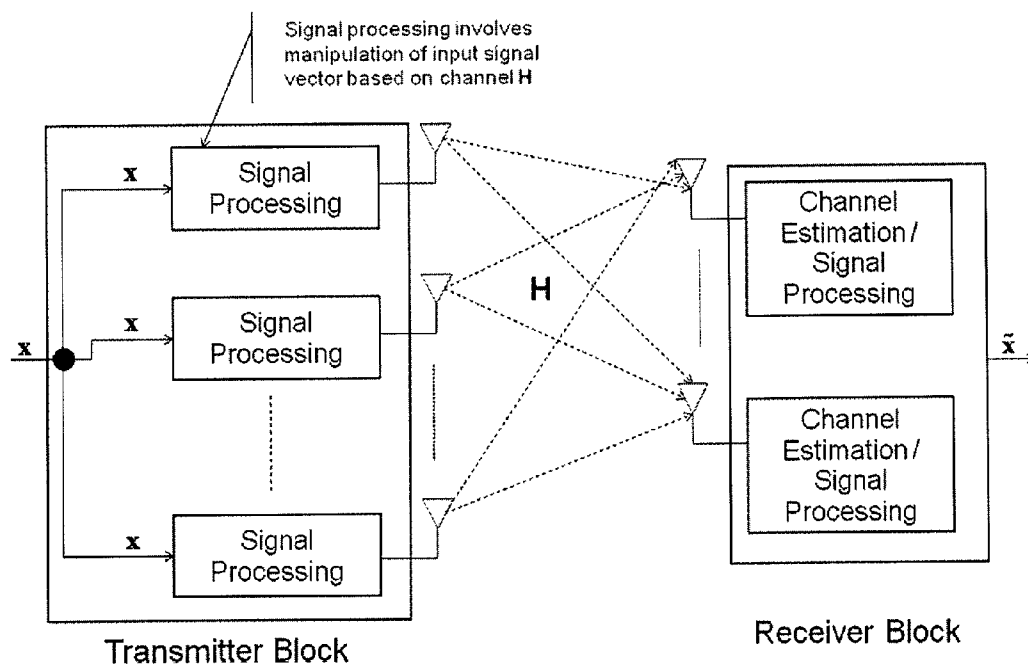 Signal processing involves
manipulation of input signal
vector based on channel H
x
Signal
Processing
x
Signal
Processing
x
x
Signal
Processing
Transmitter Block
H
Channel
Estimation /
Signal
Processing
Channel
Estimation /
Signal
Processing
x̃
Receiver Block